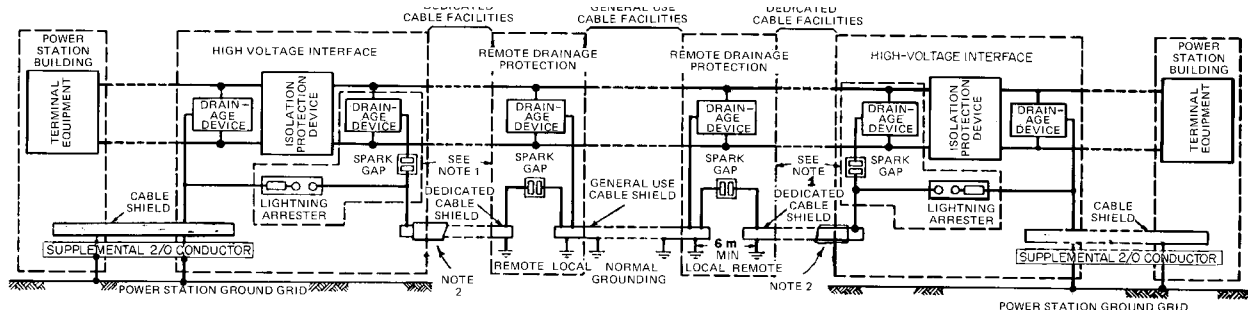 DEDICATED
CABLE FACILITIES
GENERAL USE
CABLE FACILITIES
DEDICATED
CABLE FACILITIES
POWER
STATION
BUILDING
HIGH VOLTAGE INTERFACE
REMOTE DRAINAGE
PROTECTION
REMOTE DRAINAGE
PROTECTION
HIGH-VOLTAGE INTERFACE
POWER
STATION
BUILDING
TERMINAL
EQUIPMENT
DRAIN-
AGE
DEVICE
ISOLATION
PROTECTION
DEVICE
DRAIN-
AGE
DEVICE
DRAIN-
AGE
DEVICE
DRAIN-
AGE
DEVICE
DRAIN-
AGE
DEVICE
ISOLATION
PROTECTION
DEVICE
DRAIN-
AGE
DEVICE
TERMINAL
EQUIPMENT
SPARK
GAP
SEE
NOTE 1
SPARK
GAP
SPARK
GAP
SEE
NOTE
SPARK
GAP
LIGHTNING
ARRESTER
DEDICATED
CABLE
SHIELD
GENERAL USE
CABLE SHIELD
DEDICATED
CABLE
SHIELD
LIGHTNING
ARRESTER
CABLE
SHIELD
CABLE
SHIELD
SUPPLEMENTAL 2/O CONDUCTOR
6 m
MIN
SUPPLEMENTAL 2/O CONDUCTOR
REMOTE
LOCAL
NORMAL
GROUNDING
LOCAL
REMOTE
NOTE
2
NOTE 2
POWER STATION GROUND GRID
POWER STATION GROUND GRID